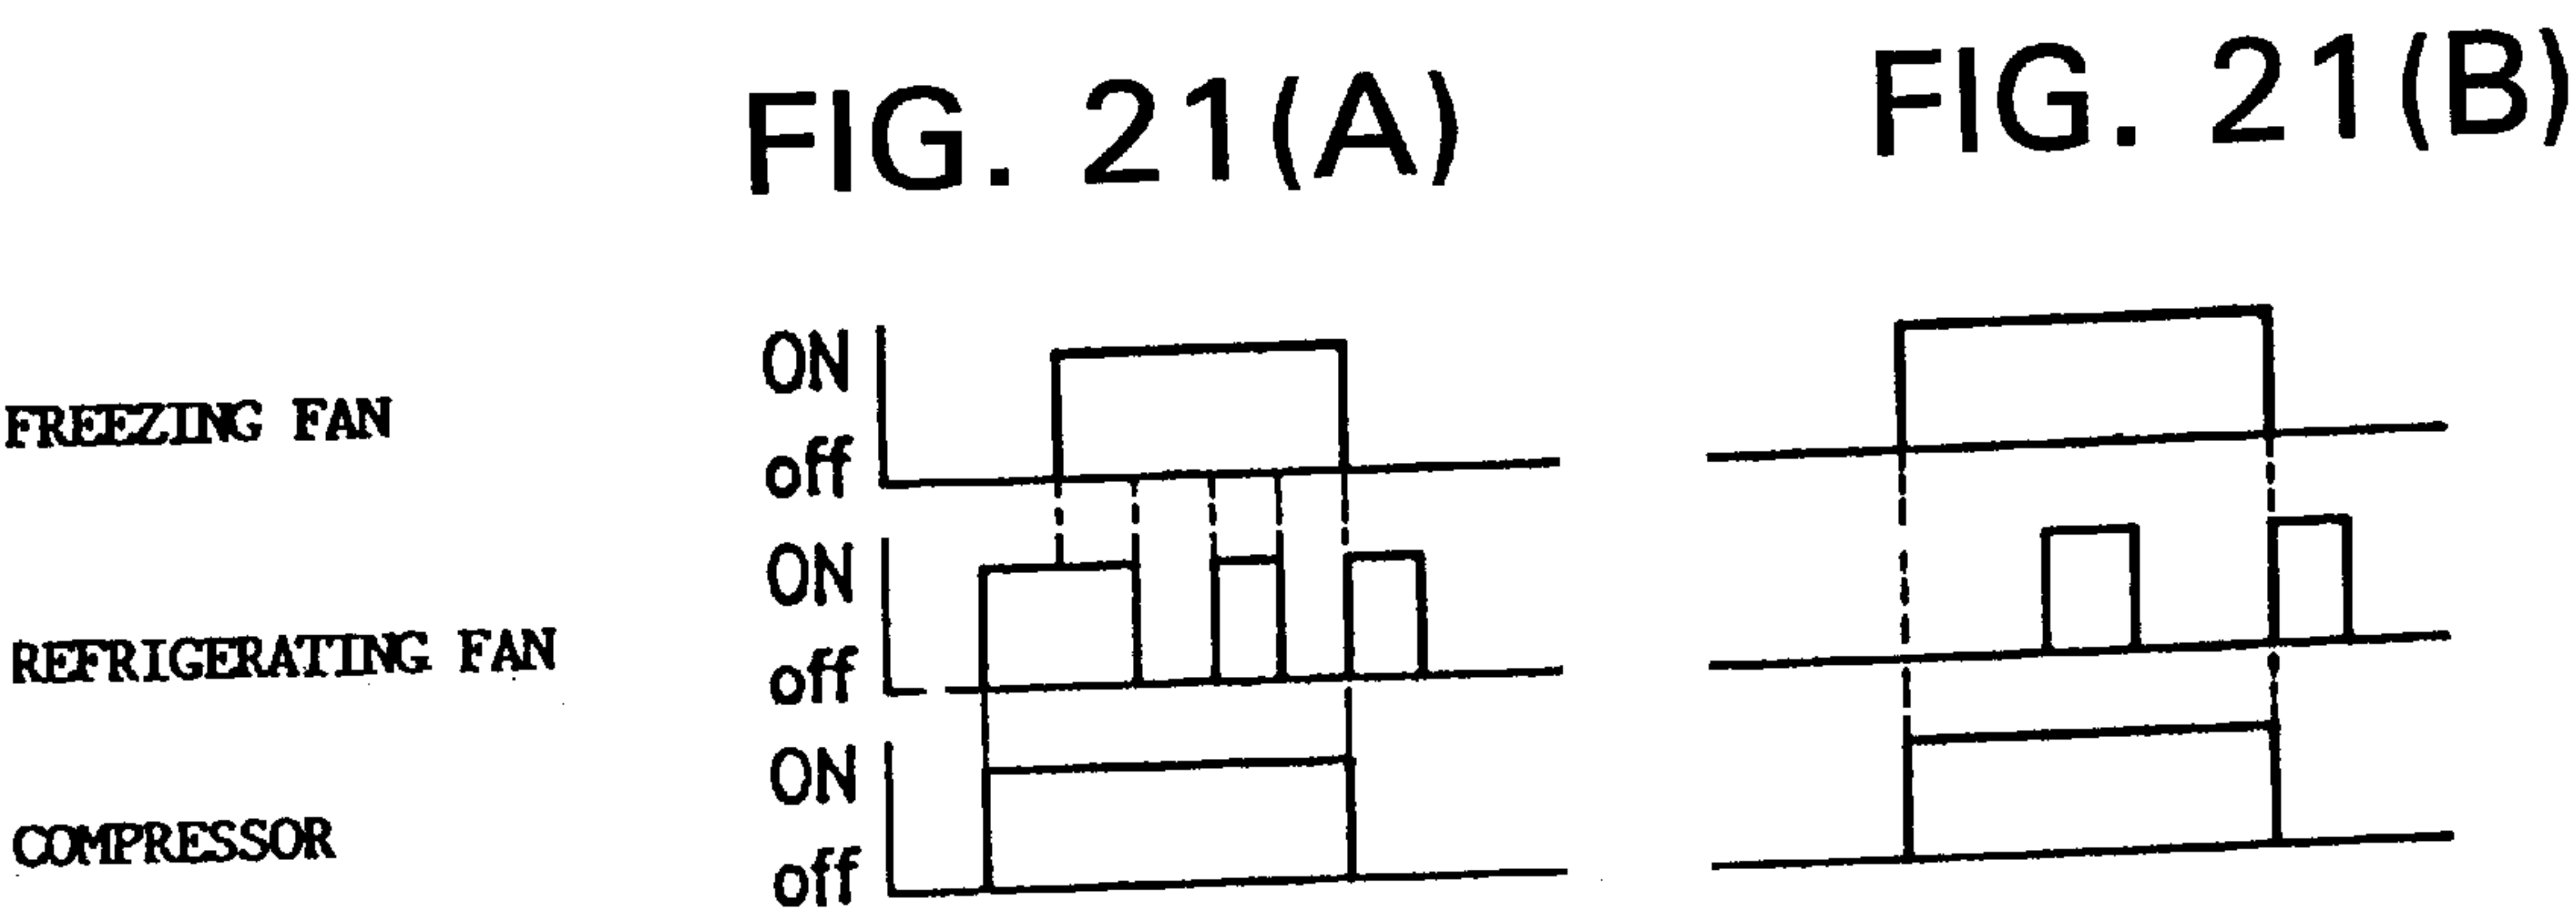 FIG. 21(A)
FIG. 21(B)
FREEZING FAN
ON
off
REFRIGERATING FAN
ON
off
COMPRESSOR
ON
off